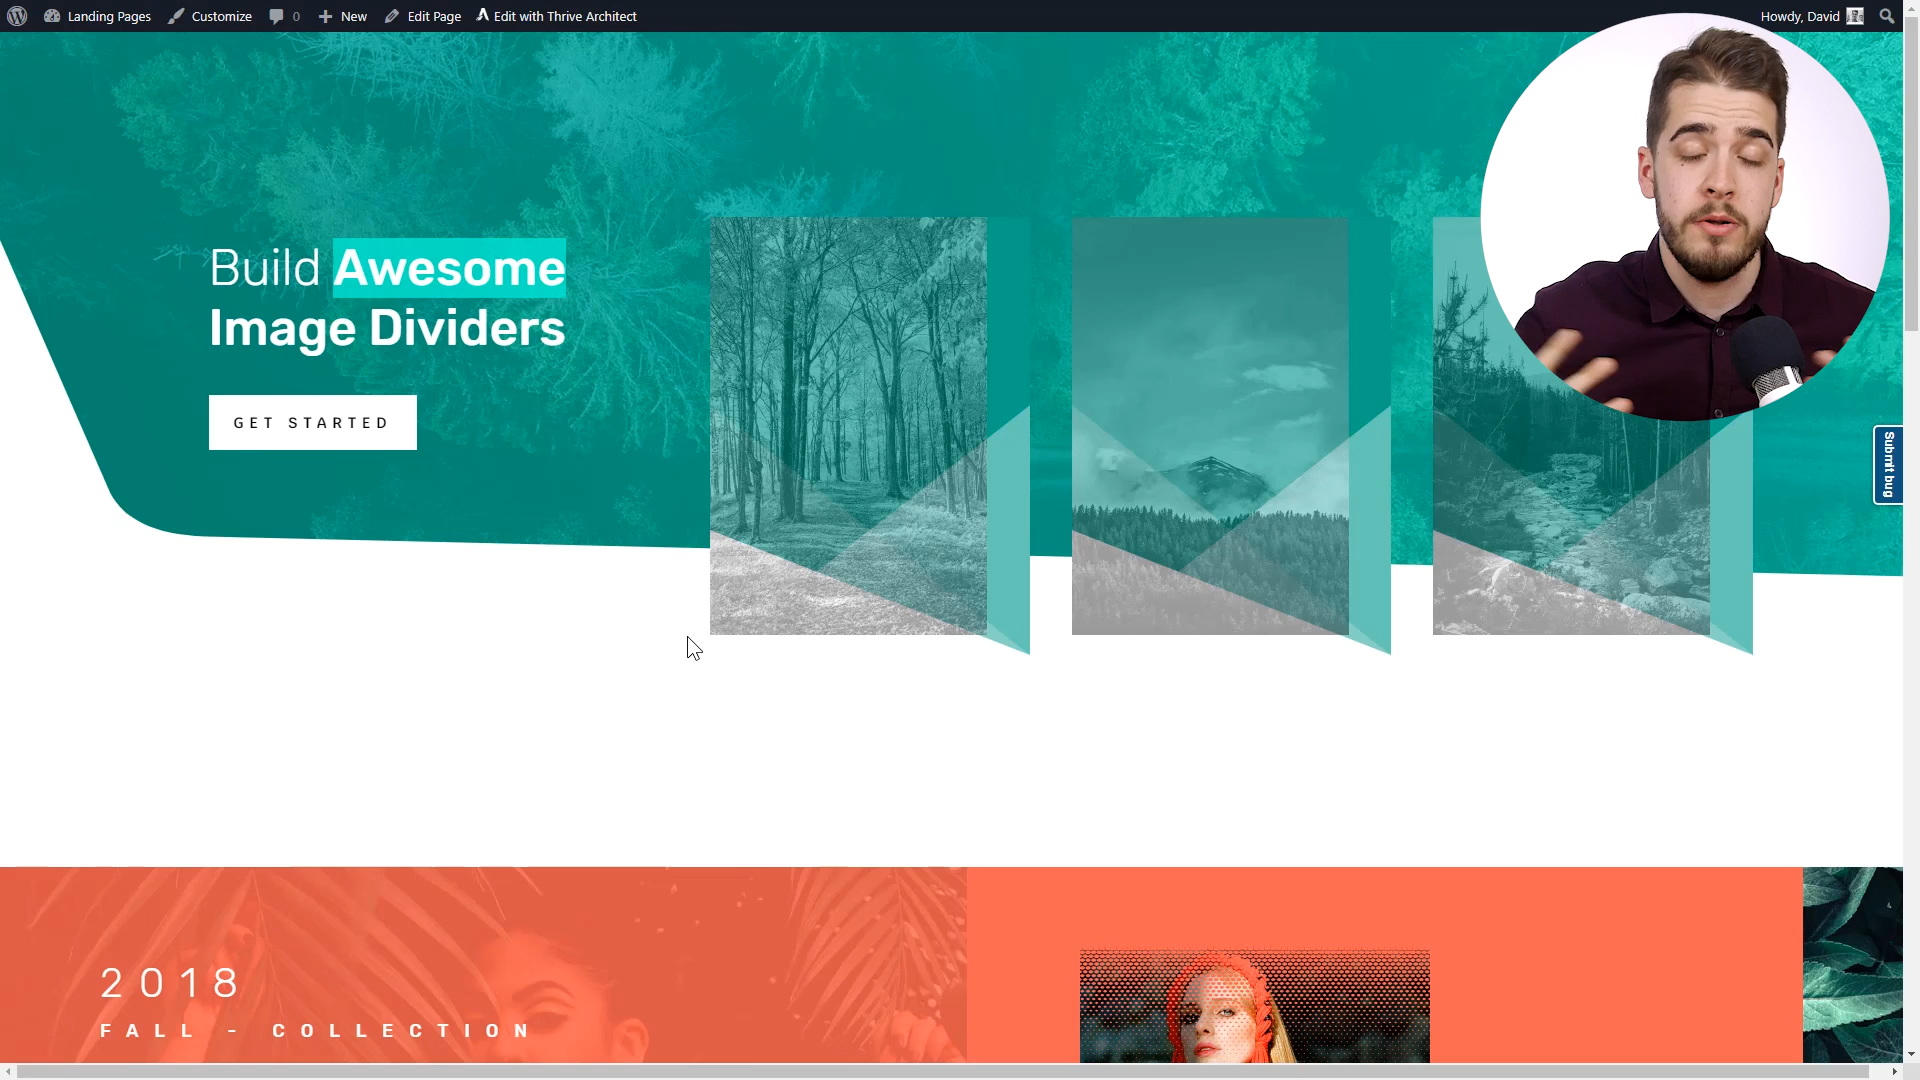 Landing Pages Customize 0 New Edit Page Edit with Thrive Architect Howdy, David
Build Awesome
Image Dividers
GET STARTED
Submit bug
2018
FALL - COLLECTION